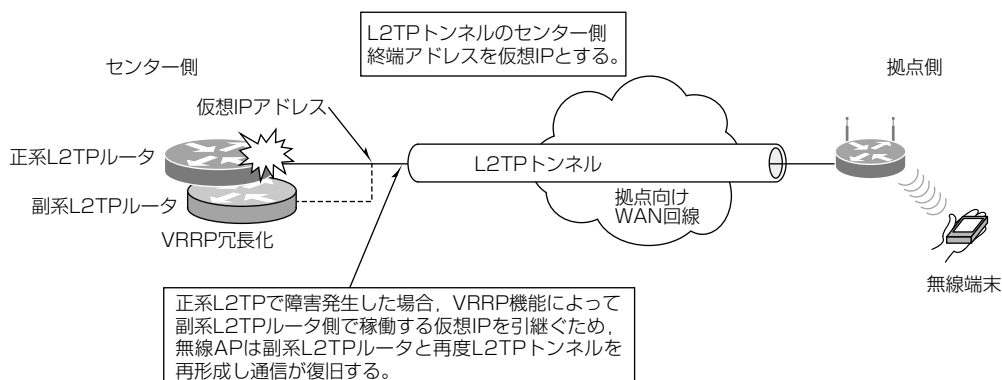 L2TPトンネルのセンター側
終端アドレスを仮想IPとする。
センター側
拠点側
仮想IPアドレス
正系L2TPルータ
L2TPトンネル
副系L2TPルータ
拠点向け
WAN回線
VRRP冗長化
無線端末
正系L2TPで障害発生した場合,VRRP機能によって
副系L2TPルータ側で稼働する仮想IPを引継ぐため,
無線APは副系L2TPルータと再度L2TPトンネルを
再形成し通信が復旧する。